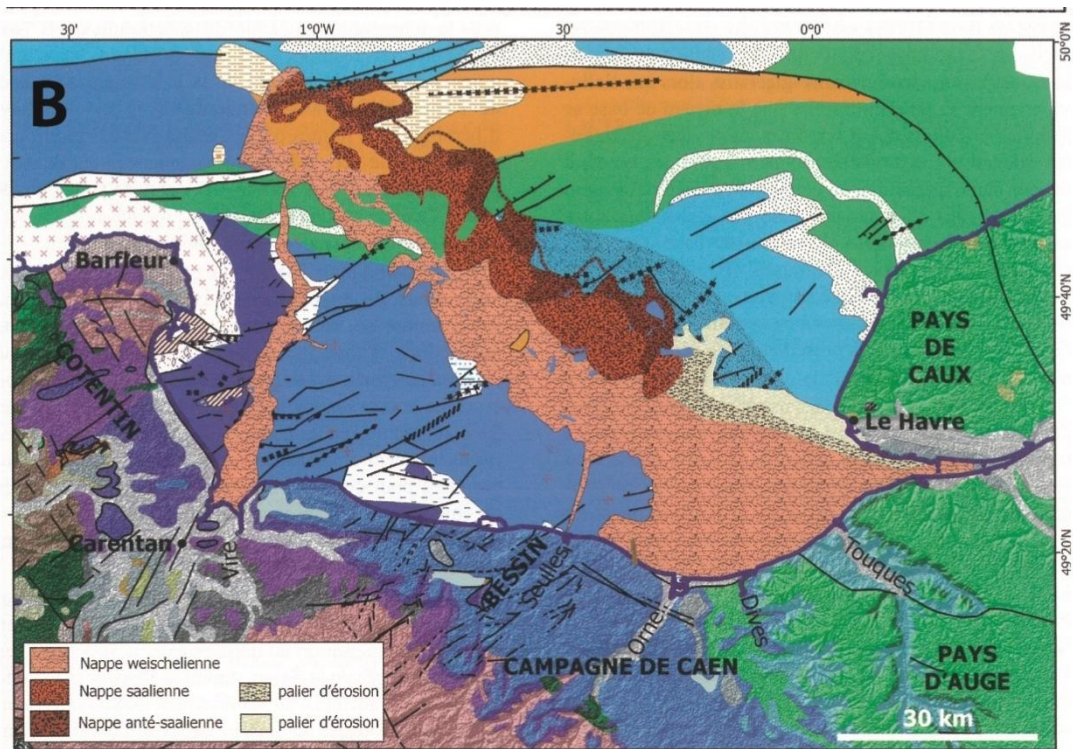 30' 1°0'W 30' 0°0'
50°0'N
B
Barfleur
49°40'
COTENTIN
PAYS
DE
CAUX
Le Havre
Carentan
Vire
49°20'
BESSIN
Seulles
Touques
Orne
Dives
CAMPAGNE DE CAEN
PAYS
D'AUGE
30 km
Nappe weischelienne
Nappe saalienne palier d'érosion
Nappe anté-saalienne palier d'érosion